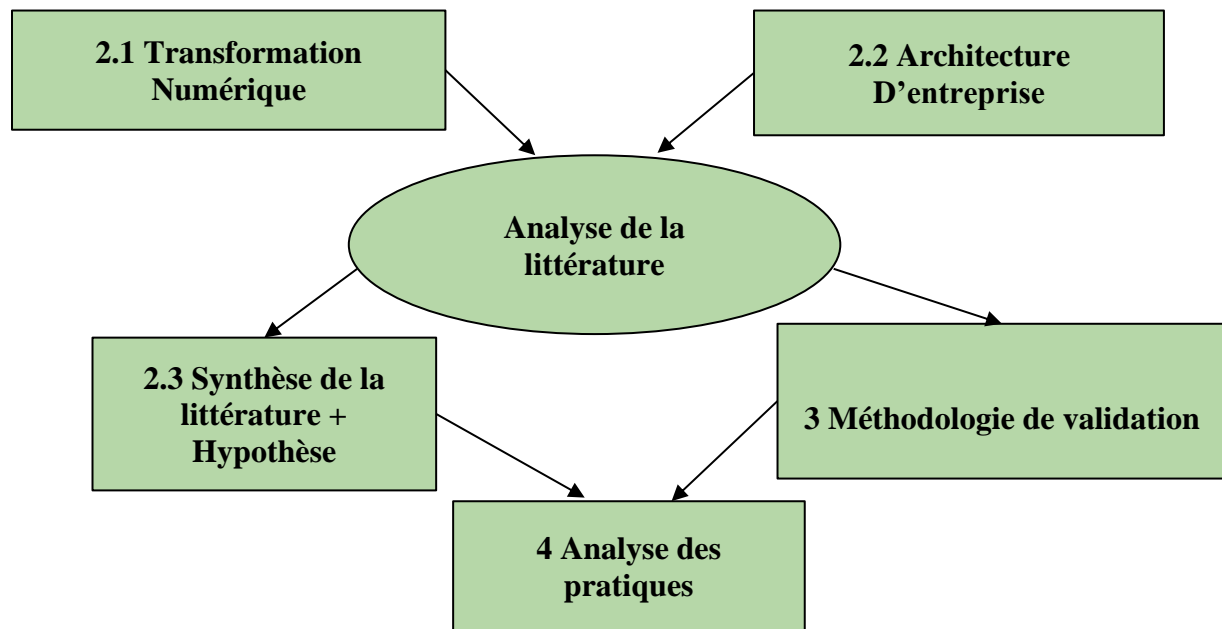 2.1 Transformation
Numérique
2.2 Architecture
D’entreprise
Analyse de la
littérature
2.3 Synthèse de la
littérature +
Hypothèse
3 Méthodologie de validation
4 Analyse des
pratiques